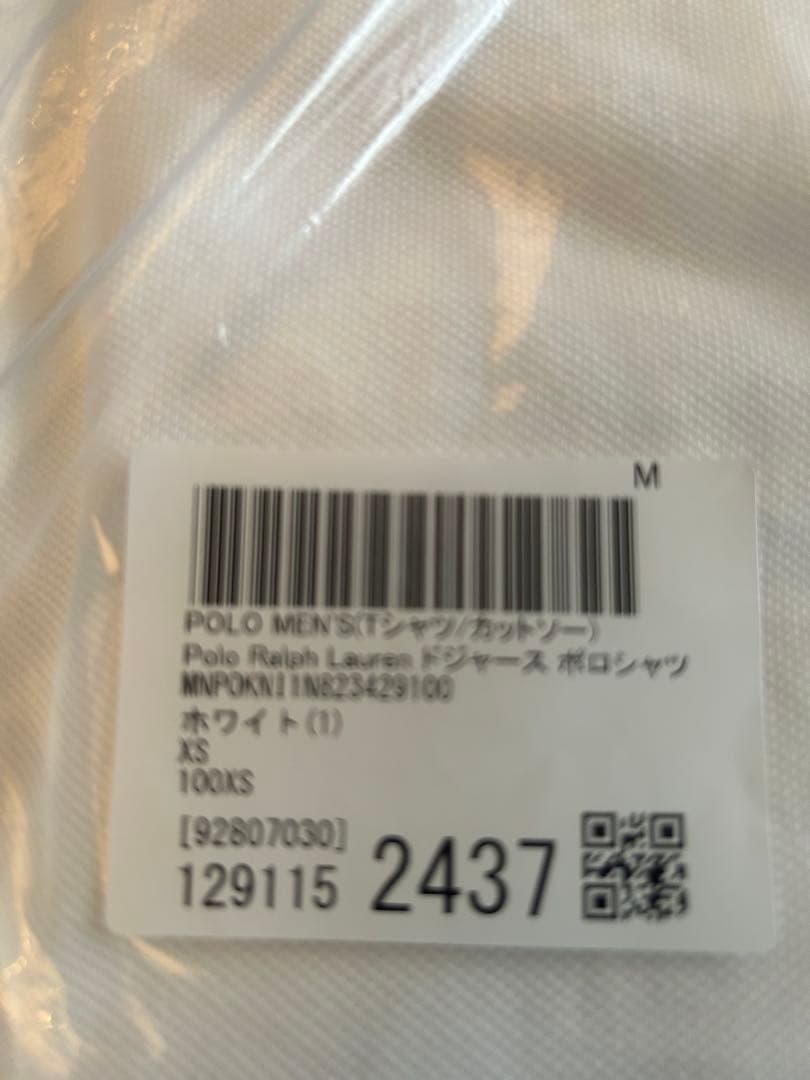 M
POLO MEN'S(Tシャツ/カットソー)
Polo Ralph Lauren ドジャース ポロシャツ
MNPOKNI1N823429100
ホワイト(1)
XS
100XS
[92807030]
129115 2437